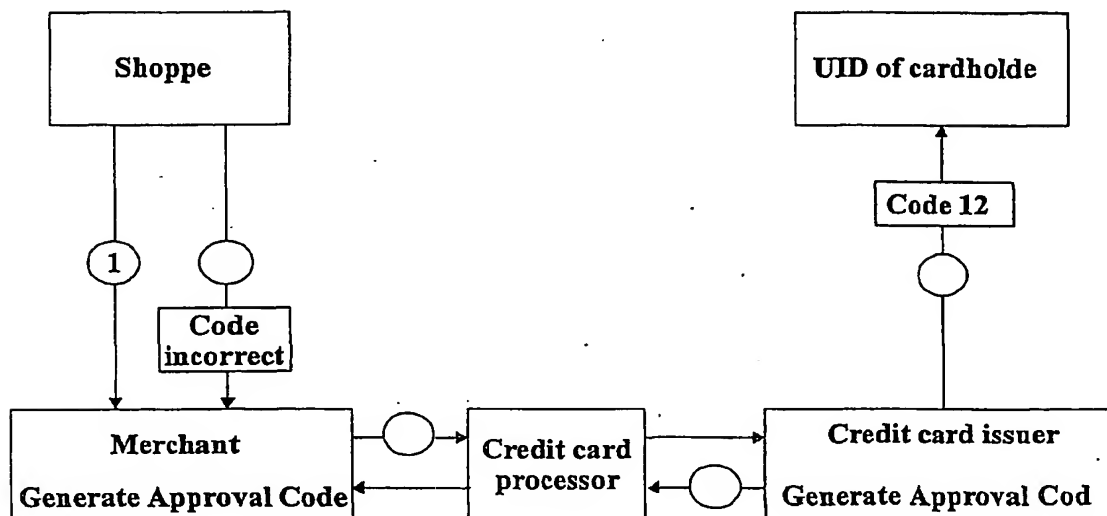 Shoppe
UID of cardholde
Code 12
1
Code
incorrect
Merchant
Generate Approval Code
Credit card
processor
Credit card issuer
Generate Approval Cod